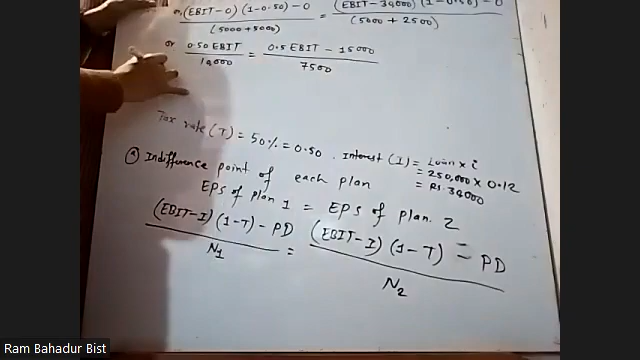 or, (EBIT-0) (1-0.50) -0 / (5000+5000) = (EBIT-30000) (1-0.50) -0 / (5000 + 2500)
or 0.50 EBIT / 10000 = 0.5 EBIT - 15000 / 7500
Tax rate (T) = 50% = 0.50. Interest (I) = Loan x i
= 250,000 x 0.12
= Rs. 30000
(a) Indifference point of each plan
EPS of plan 1 = EPS of plan 2
(EBIT-I) (1-T) - PD / N1 = (EBIT-I) (1-T) - PD / N2
Ram Bahadur Bist